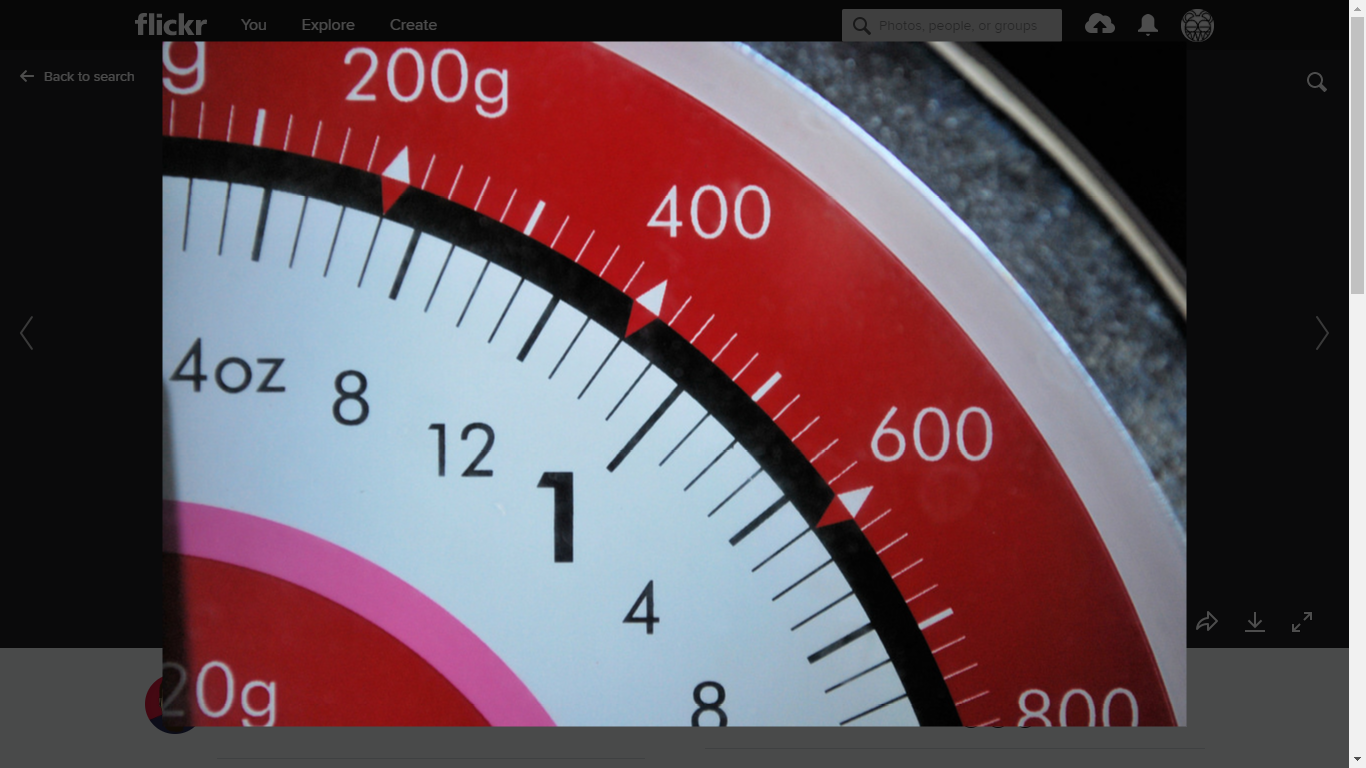 flickr
You
Explore
Create
Photos, people, or groups
Back to search
g
200g
400
600
800
4oz
8
12
1
4
8
20g